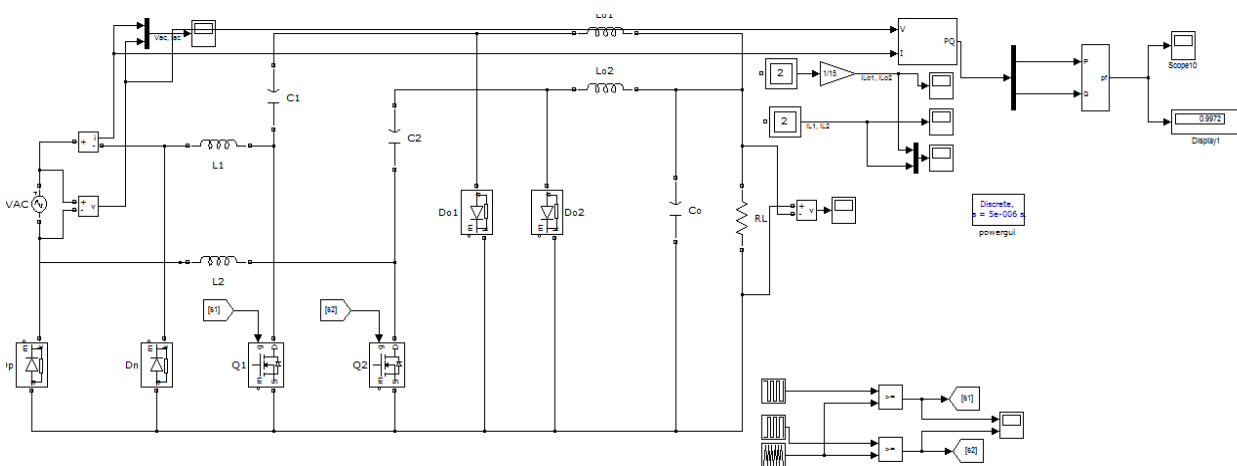 Lo1
V
I
PQ
Vac, Iac
2
1/15
ILo1, ILo2
P
Q
pf
Scope10
Lo2
C1
C2
2
IL1, IL2
0.9972
Display1
i
+
-
L1
VAC
+
-
v
Do1
Do2
Co
RL
+
-
v
Discrete,
s = 5e-006 s
powergui
L2
[s1]
[s2]
Dn
Q1
Q2
>=
[s1]
>=
[s2]